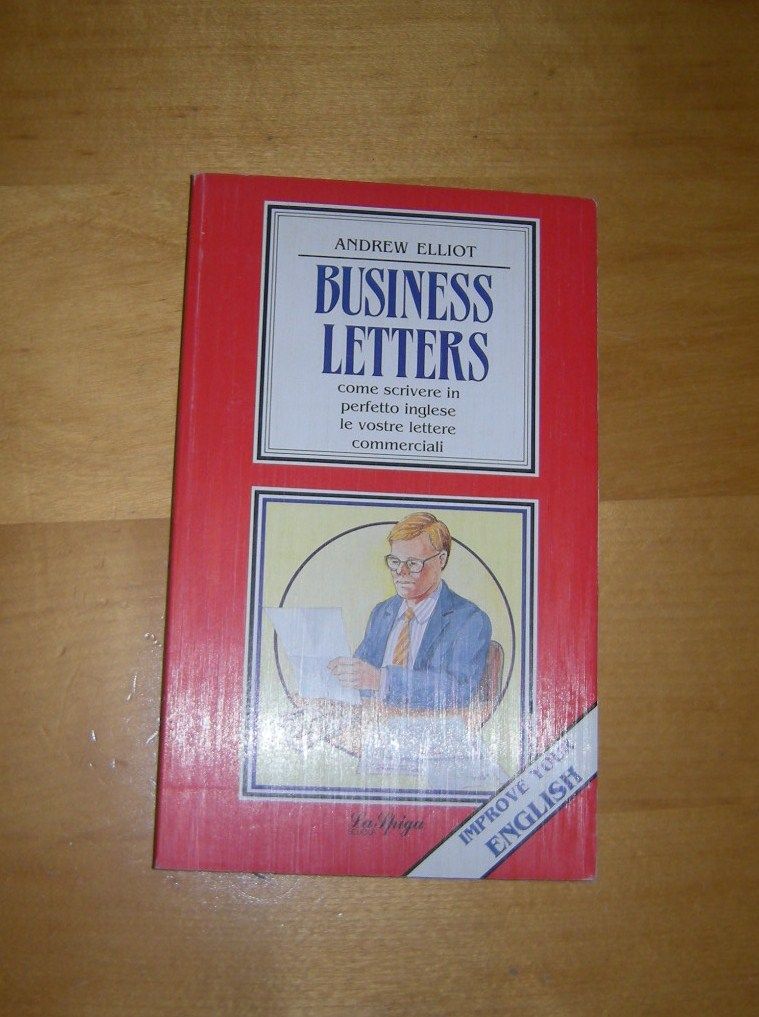 ANDREW ELLIOT
BUSINESS
LETTERS
come scrivere in
perfetto inglese
le vostre lettere
commerciali
La Spiga
IMPROVE YOUR
ENGLISH